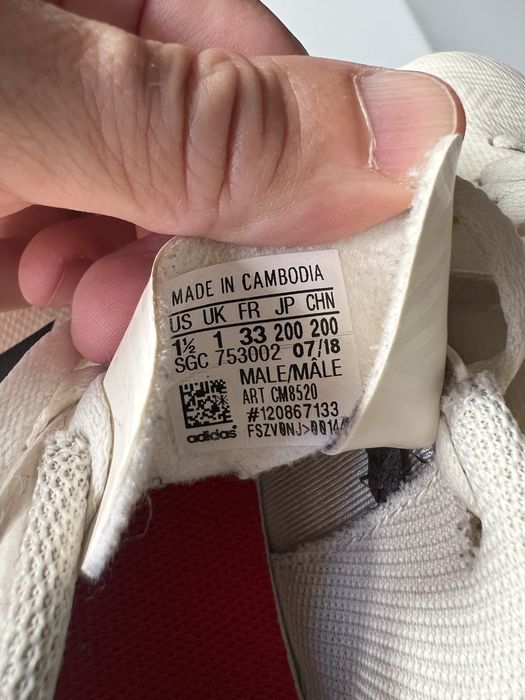 MADE IN CAMBODIA
US UK FR JP CHN
1½ 1 33 200 200
SGC 753002 07/18
MALE/MÂLE
ART CM8520
#120867133
adidas